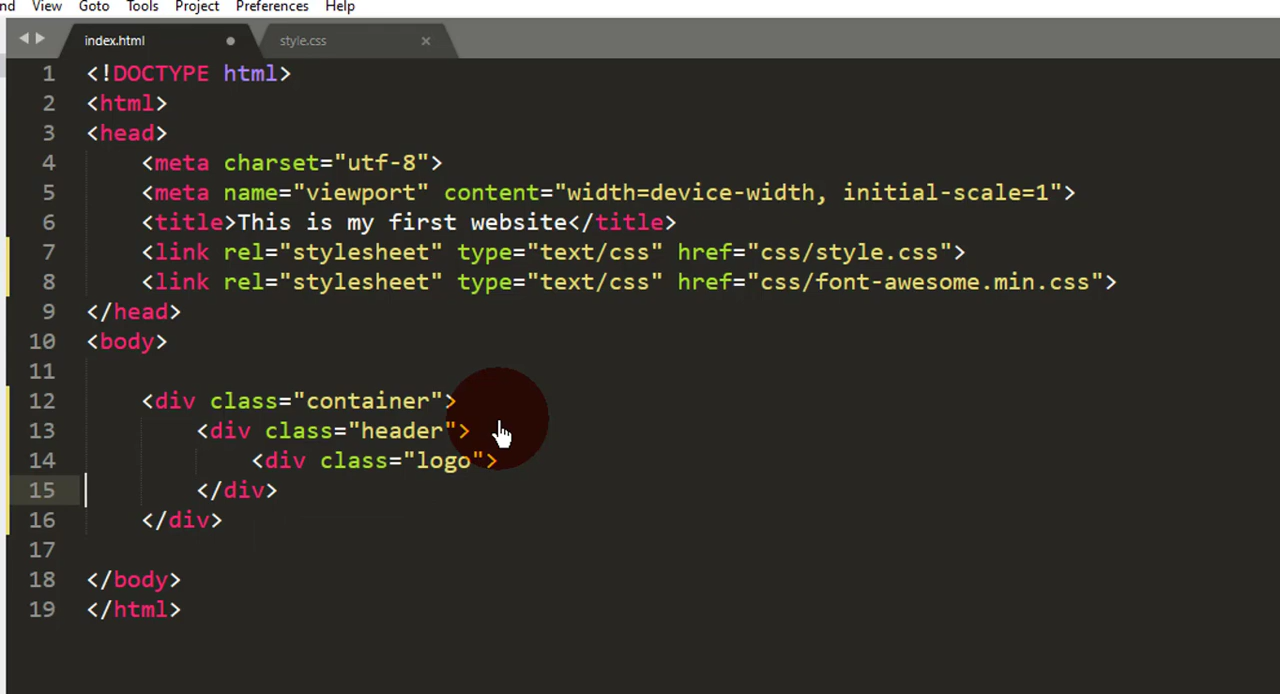 nd View Goto Tools Project Preferences Help
index.html style.css
1 <!DOCTYPE html>
2 <html>
3 <head>
4 <meta charset="utf-8">
5 <meta name="viewport" content="width=device-width, initial-scale=1">
6 <title>This is my first website</title>
7 <link rel="stylesheet" type="text/css" href="css/style.css">
8 <link rel="stylesheet" type="text/css" href="css/font-awesome.min.css">
9 </head>
10 <body>
11
12 <div class="container">
13 <div class="header">
14 <div class="logo">
15 </div>
16 </div>
17
18 </body>
19 </html>